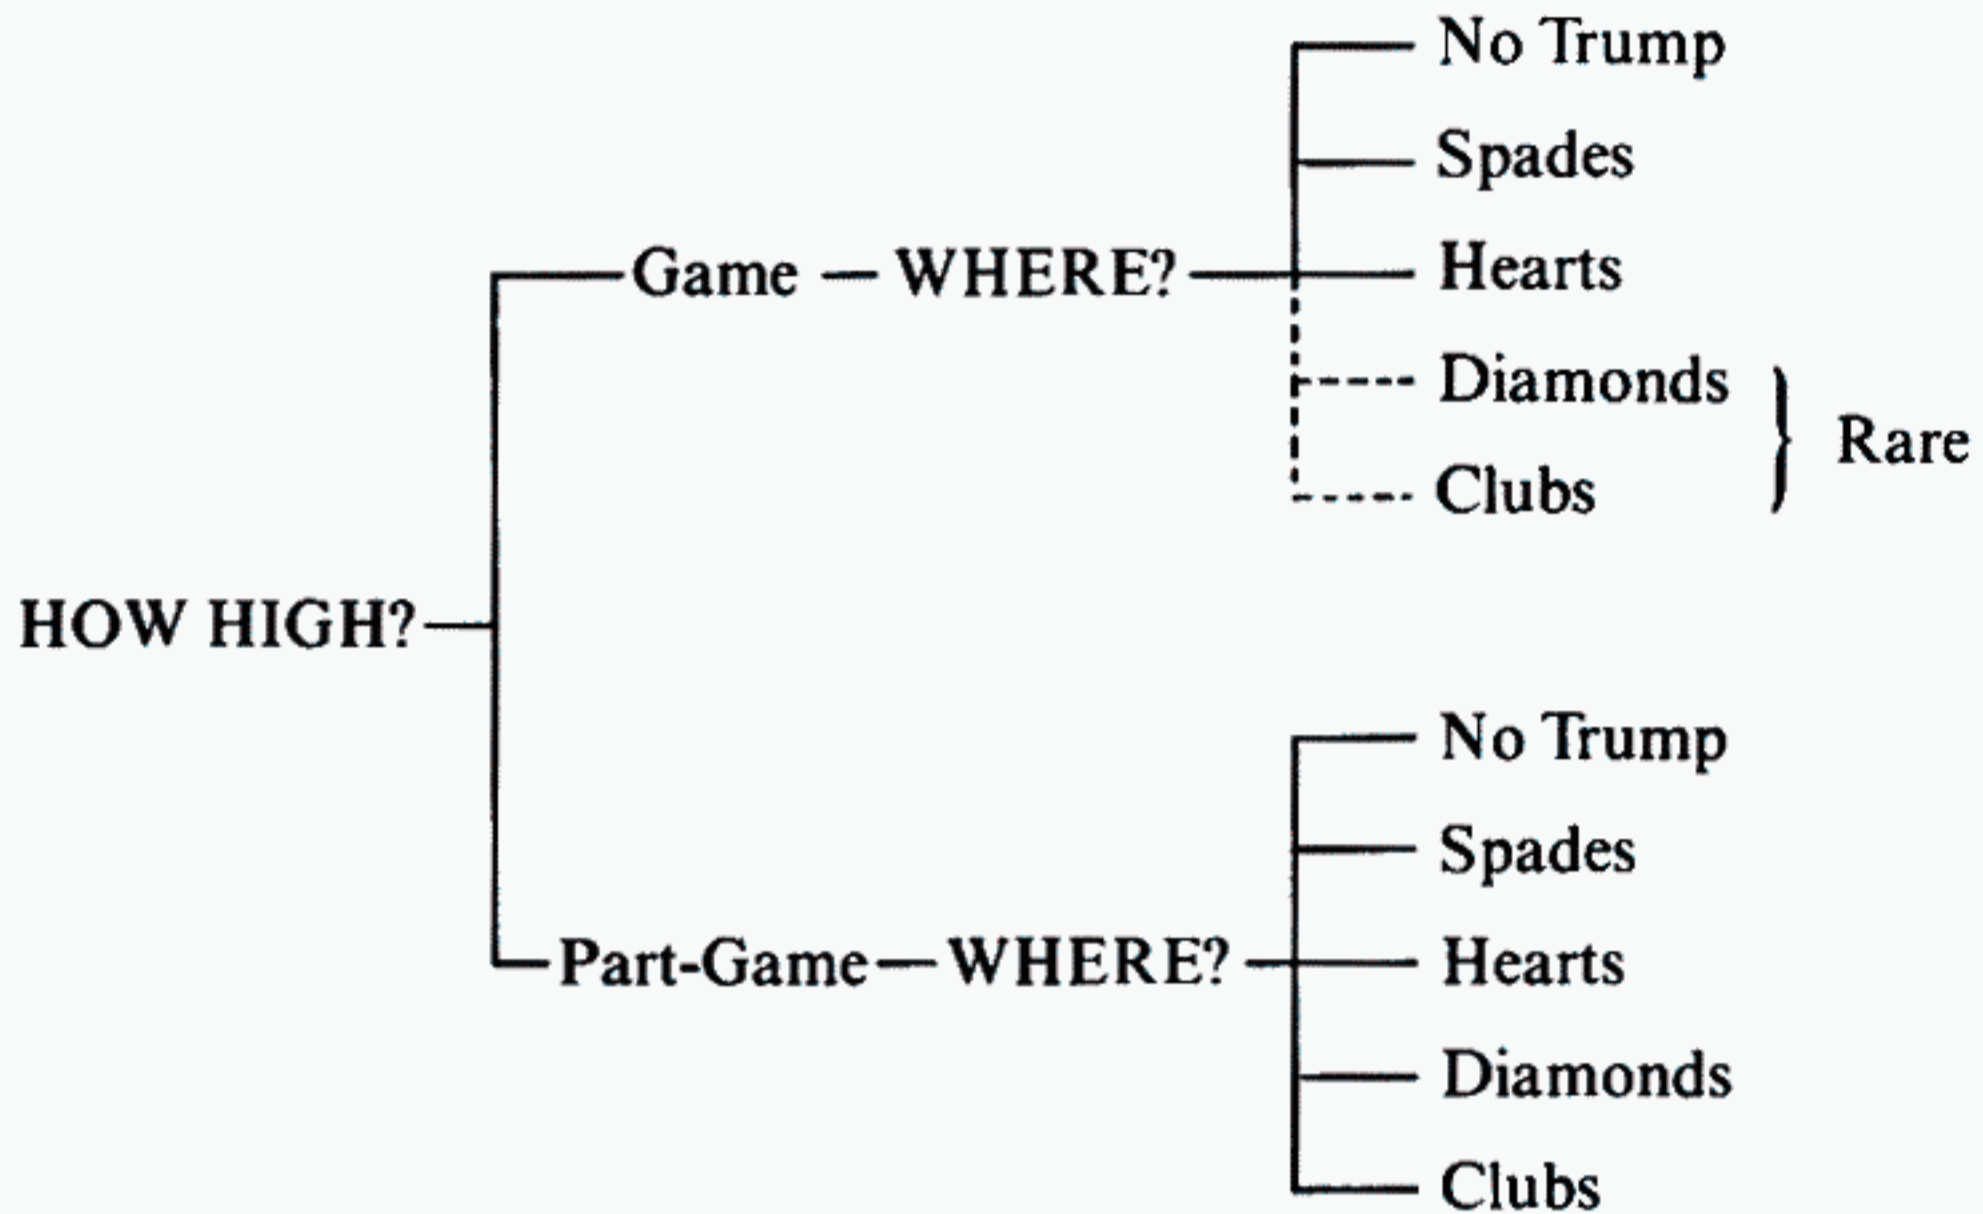 No Trump
Spades
Game — WHERE? Hearts
Diamonds
Rare
Clubs
HOW HIGH?
No Trump
Spades
Part-Game — WHERE? Hearts
Diamonds
Clubs